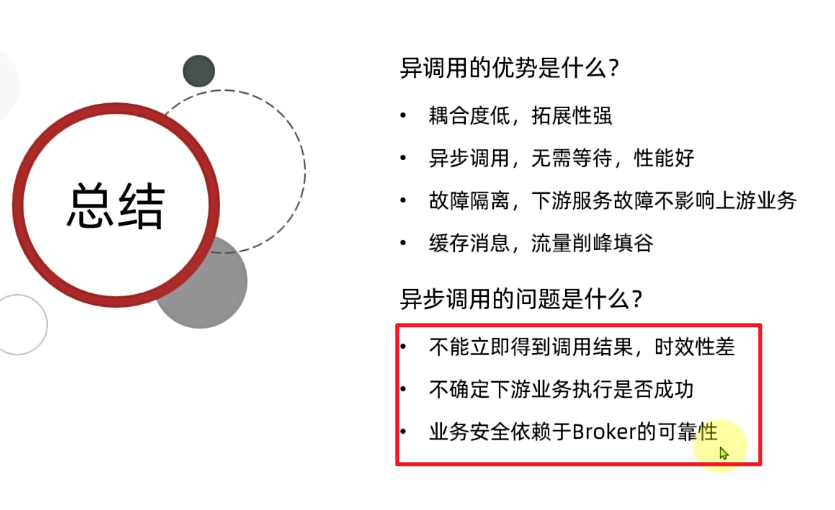 总结
异调用的优势是什么？
• 耦合度低，拓展性强
• 异步调用，无需等待，性能好
• 故障隔离，下游服务故障不影响上游业务
• 缓存消息，流量削峰填谷
异步调用的问题是什么？
• 不能立即得到调用结果，时效性差
• 不确定下游业务执行是否成功
• 业务安全依赖于Broker的可靠性